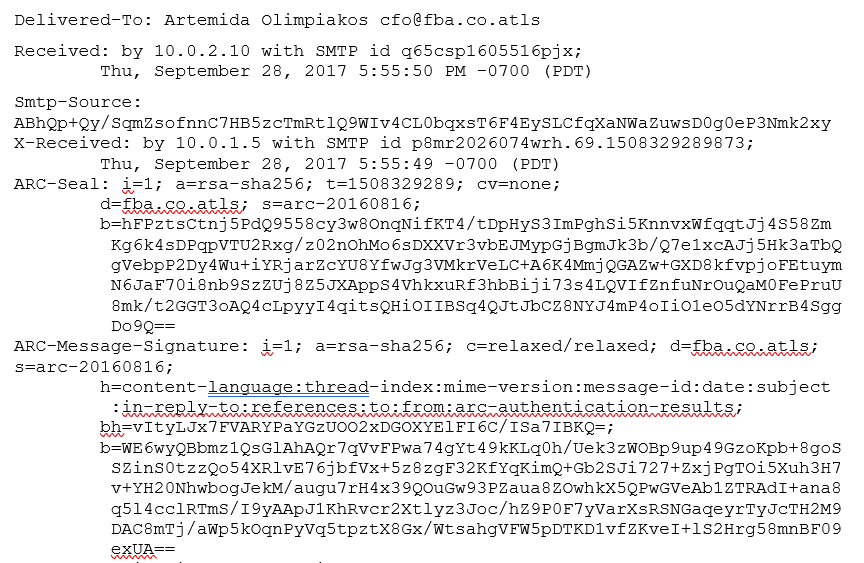 Delivered-To: Artemida Olimpiakos cfo@fba.co.atls
Received: by 10.0.2.10 with SMTP id q65csp1605516pjx;
Thu, September 28, 2017 5:55:50 PM -0700 (PDT)
Smtp-Source:
ABhQp+Qy/SqmZsofnnC7HB5zcTmRtlQ9WIv4CL0bqxsT6F4EySLCfqXaNWaZuwsD0g0eP3Nmk2xy
X-Received: by 10.0.1.5 with SMTP id p8mr2026074wrh.69.1508329289873;
Thu, September 28, 2017 5:55:49 -0700 (PDT)
ARC-Seal: i=1; a=rsa-sha256; t=1508329289; cv=none;
d=fba.co.atls; s=arc-20160816;
b=hFPztsCtnj5PdQ9558cy3w8OnqNifKT4/tDpHyS3ImPghSi5KnnvxWfqqtJj4S58Zm
Kg6k4sDPqpVTU2Rxg/z02nOhMo6sDXXVr3vbEJMypGjBgmJk3b/Q7e1xcAJj5Hk3aTbQ
gVebpP2Dy4Wu+iYRjarZcYU8YfwJg3VMkrVeLC+A6K4MmjQGAZw+GXD8kfvpjoFEtuym
N6JaF70i8nb9SzZUj8Z5JXAppS4VhkxuRf3hbBiji73s4LQVIfZnfuNrOuQaM0FePruU
8mk/t2GGT3oAQ4cLpyyI4qitsQHiOIIBSq4QJtJbCZ8NYJ4mP4oIiO1eO5dYNrrB4Sgg
Do9Q==
ARC-Message-Signature: i=1; a=rsa-sha256; c=relaxed/relaxed; d=fba.co.atls;
s=arc-20160816;
h=content-language:thread-index:mime-version:message-id:date:subject
:in-reply-to:references:to:from:arc-authentication-results;
bh=vItyLJx7FVARYPaYGzUOO2xDGOXYElFI6C/ISa7IBKQ=;
b=WE6wyQBbmz1QsGlAhAQr7qVvFPwa74gYt49kKLq0h/Uek3zWOBp9up49GzoKpb+8goS
SZinS0tzzQo54XRlvE76jbfVx+5z8zgF32KfYqKimQ+Gb2SJi727+ZxjPgTOi5Xuh3H7
v+YH20NhwbogJekM/augu7rH4x39QOuGw93PZaua8ZOwhkX5QPwGVeAb1ZTRAdI+ana8
q5l4cclRTmS/I9yAApJ1KhRvcr2Xtlyz3Joc/hZ9P0F7yVarXsRSNGaqeyrTyJcTH2M9
DAC8mTj/aWp5kOqnPyVq5tpztX8Gx/WtsahgVFW5pDTKD1vfZKveI+lS2Hrg58mnBF09
exUA==